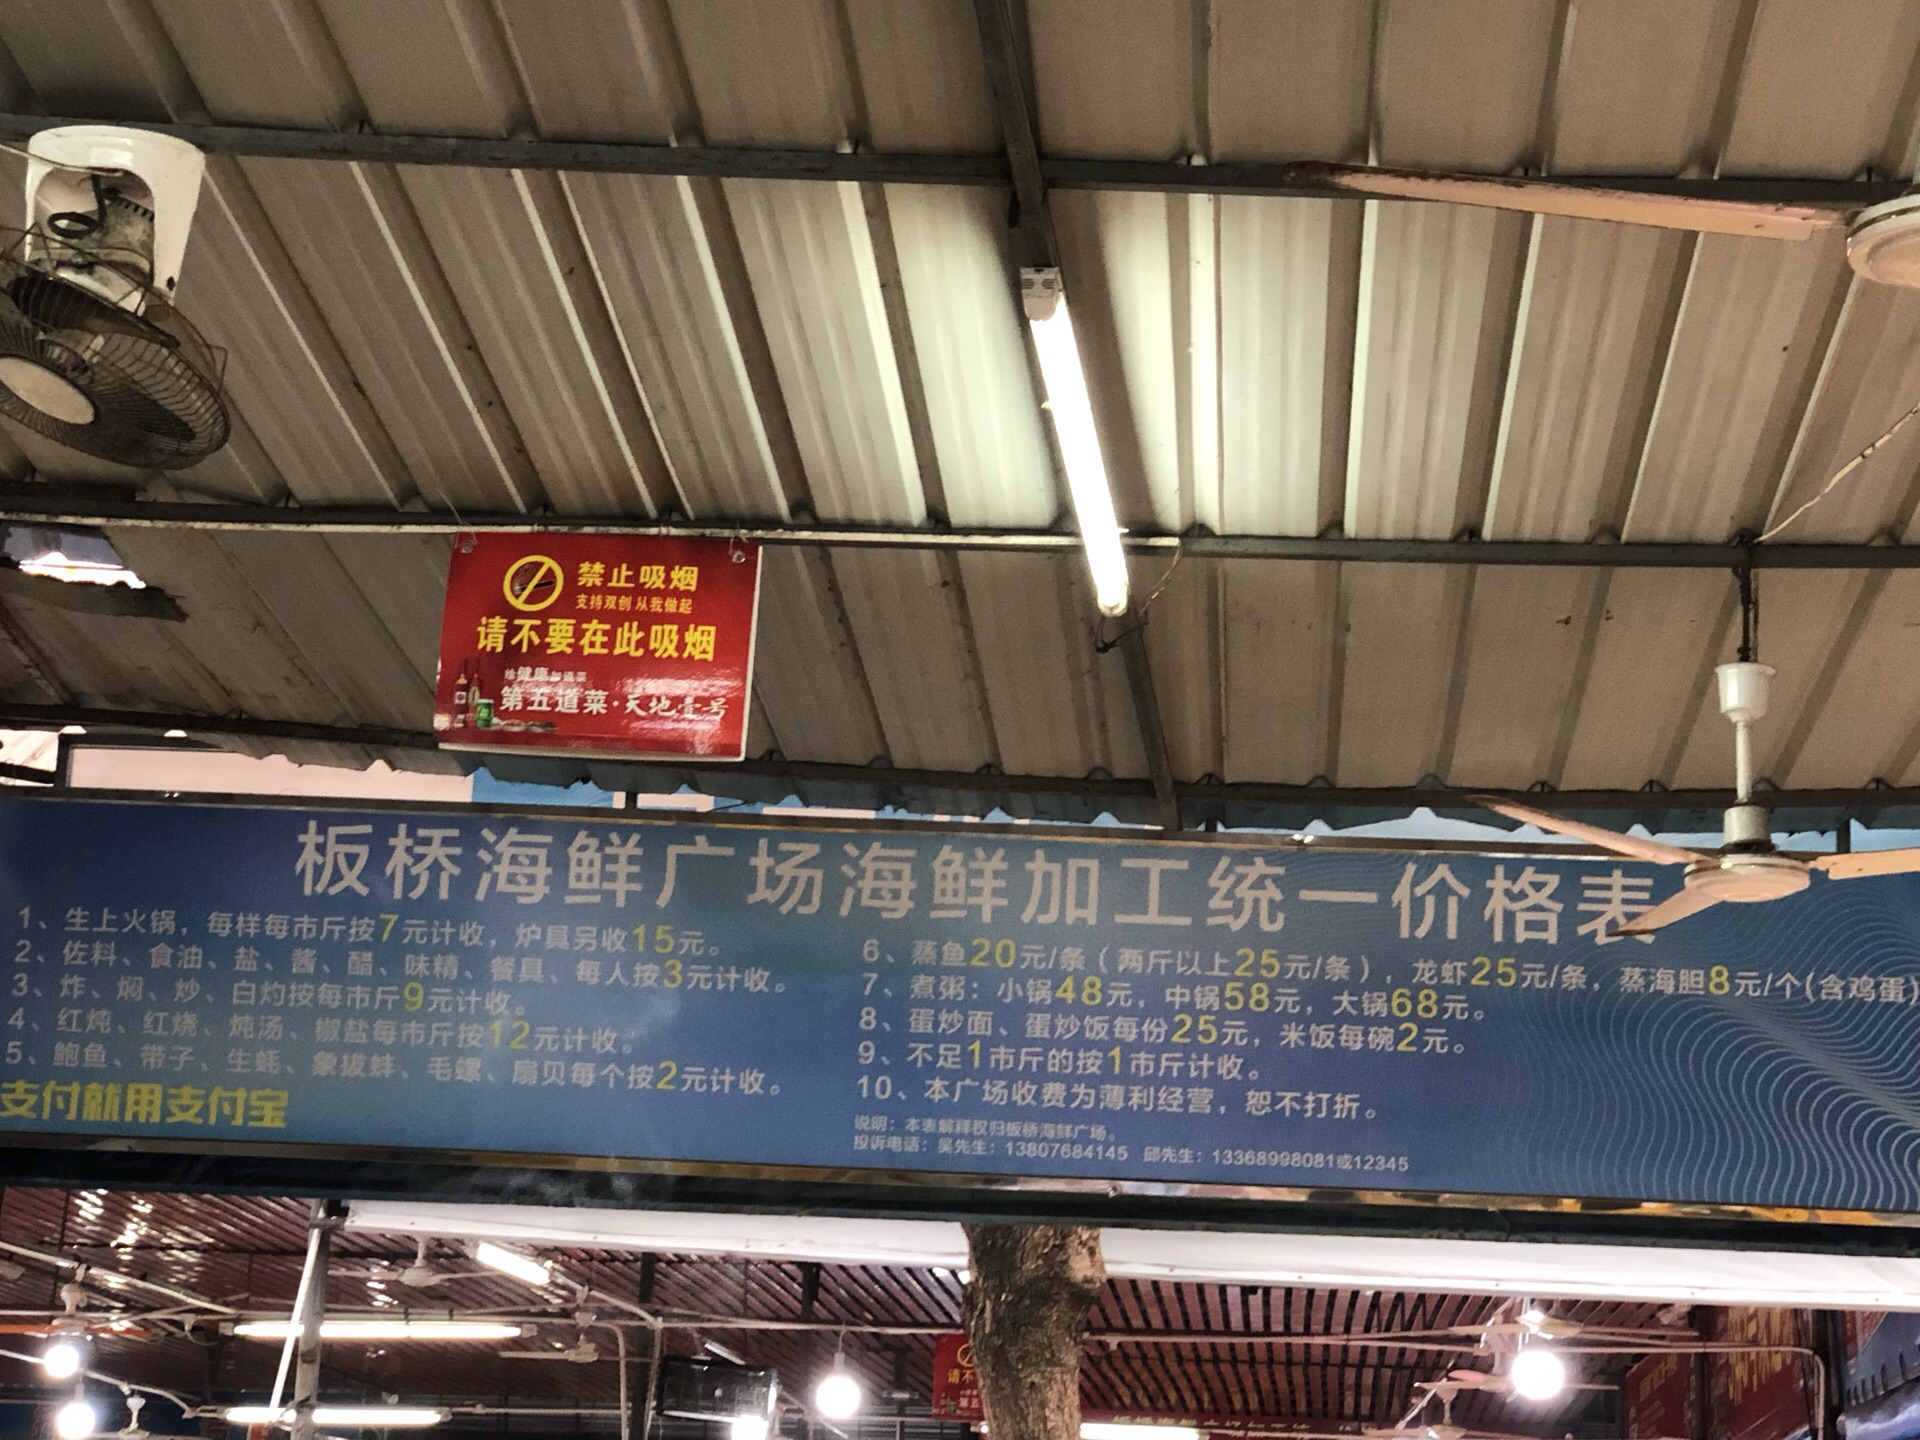 禁止吸烟
支持双创 从我做起
请不要在此吸烟
给健康加道菜
第五道菜·天地壹号
板桥海鲜广场海鲜加工统一价格表
1、生上火锅，每样每市斤按7元计收，炉具另收15元。
2、佐料、食油、盐、酱、醋、味精、餐具、每人按3元计收。
3、炸、焖、炒、白灼按每市斤9元计收。
4、红炖、红烧、炖汤、椒盐每市斤按12元计收。
5、鲍鱼、带子、生蚝、象拔蚌、毛螺、扇贝每个按2元计收。
支付就用支付宝
6、蒸鱼20元/条（两斤以上25元/条），龙虾25元/条，蒸海胆8元/个(含鸡蛋)
7、煮粥：小锅48元，中锅58元，大锅68元。
8、蛋炒面、蛋炒饭每份25元，米饭每碗2元。
9、不足1市斤的按1市斤计收。
10、本广场收费为薄利经营，恕不打折。
说明：本表解释权归板桥海鲜广场。
投诉电话：吴先生：13807684145 邱先生：13368998081或12345
请不
第五